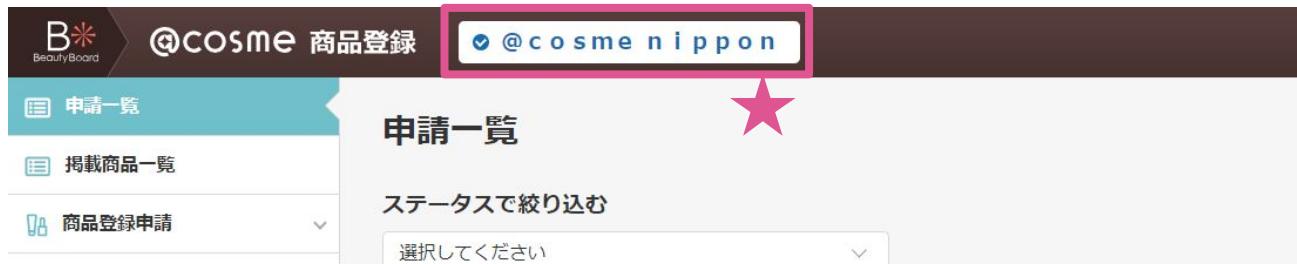 B
BeautyBoard
@cosme 商品登録
@cosme nippon
申請一覧
掲載商品一覧
商品登録申請
申請一覧
ステータスで絞り込む
選択してください